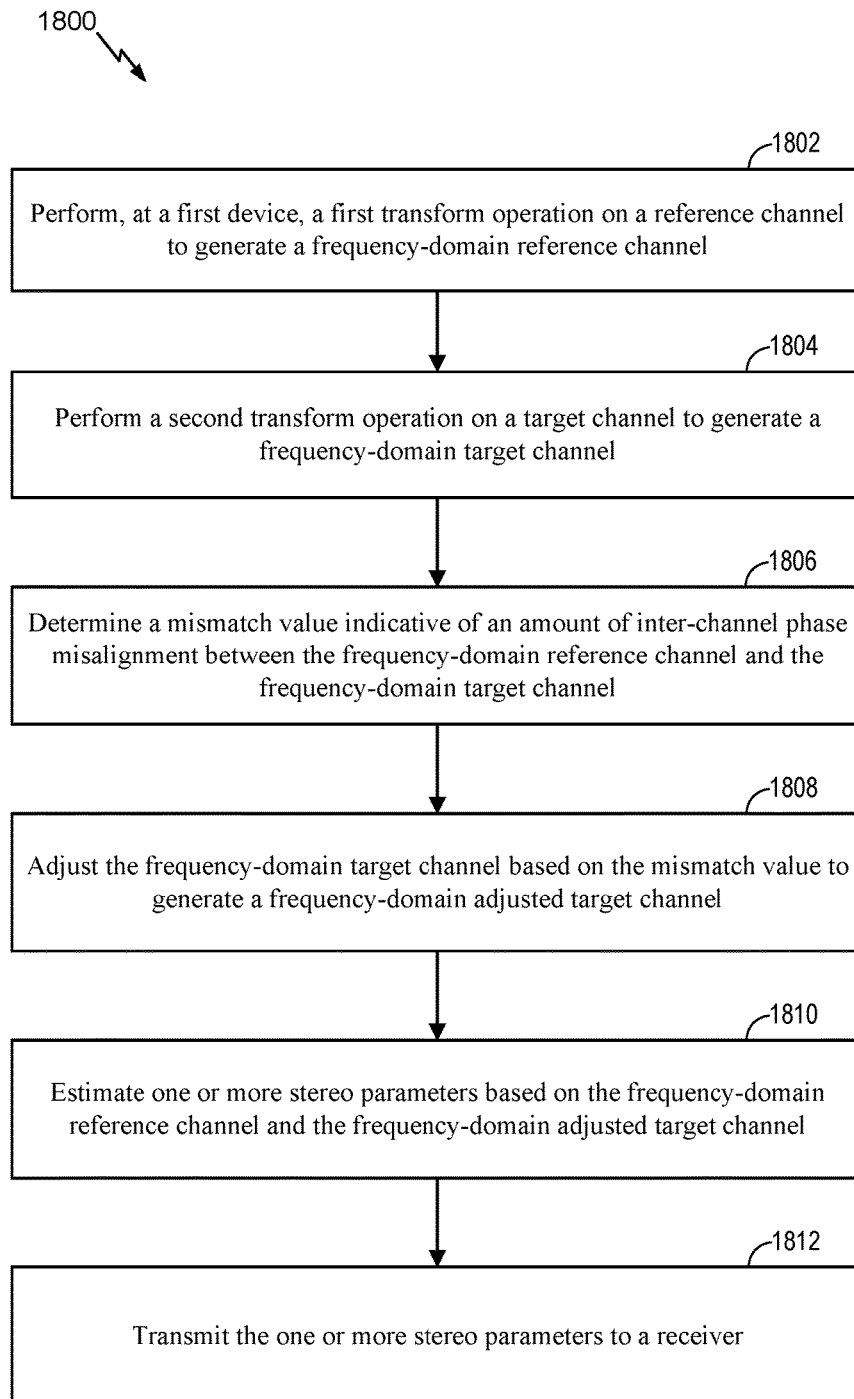 1800
1802
Perform, at a first device, a first transform operation on a reference channel
to generate a frequency-domain reference channel
1804
Perform a second transform operation on a target channel to generate a
frequency-domain target channel
1806
Determine a mismatch value indicative of an amount of inter-channel phase
misalignment between the frequency-domain reference channel and the
frequency-domain target channel
1808
Adjust the frequency-domain target channel based on the mismatch value to
generate a frequency-domain adjusted target channel
1810
Estimate one or more stereo parameters based on the frequency-domain
reference channel and the frequency-domain adjusted target channel
1812
Transmit the one or more stereo parameters to a receiver